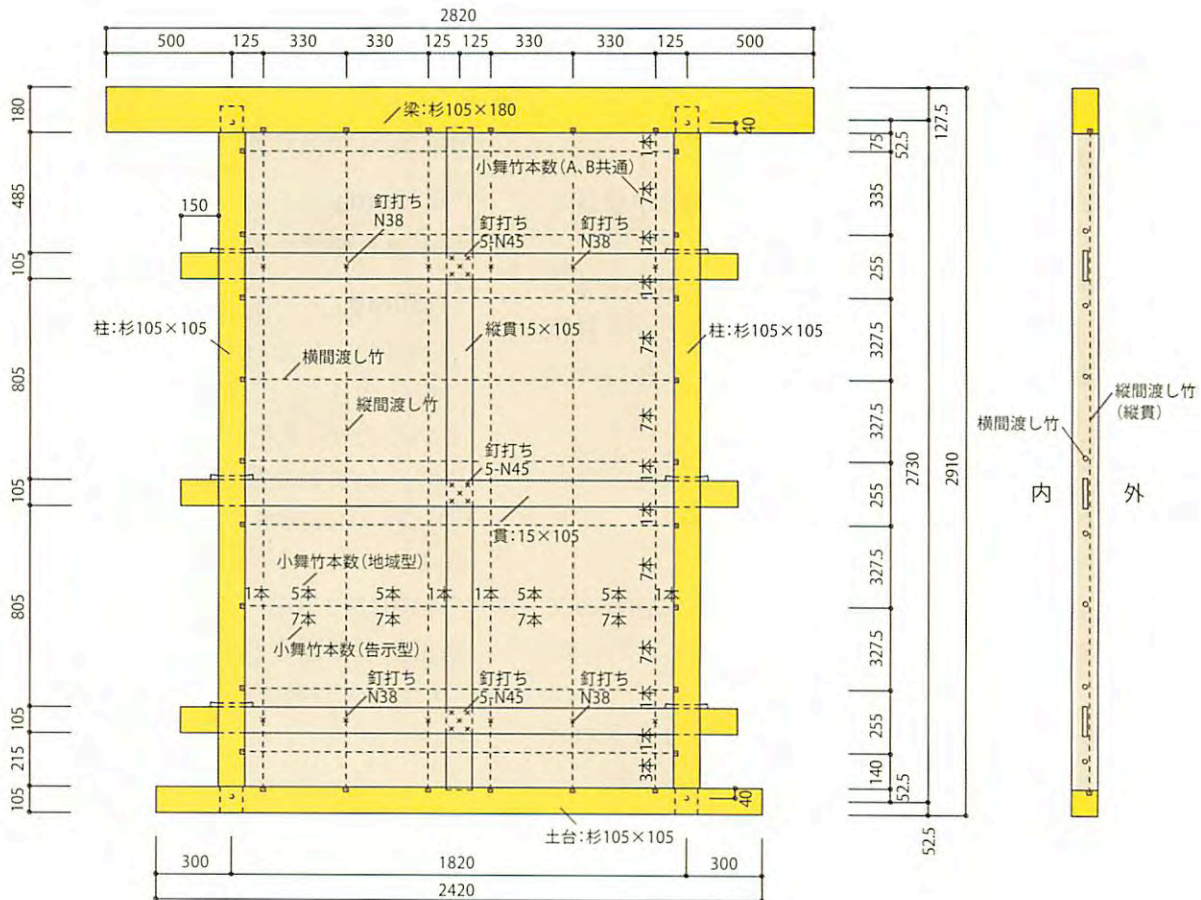 2820
500 125 330 330 125 125 330 330 125 500
180
485
105
805
105
805
105
215
105
梁:杉105×180
40
1本
小舞竹本数(A、B共通)
7本
150
釘打ち
N38
釘打ち
5-N45
釘打ち
N38
1本
1本
柱:杉105×105
縦貫15×105
柱:杉105×105
横間渡し竹
7本
縦間渡し竹
7本
釘打ち
5-N45
1本
1本
貫:15×105
小舞竹本数(地域型)
7本
1本 5本 5本 1本 1本 5本 5本 1本
7本 7本 7本 7本
小舞竹本数(告示型)
7本
釘打ち
N38
釘打ち
5-N45
釘打ち
N38
1本
1本
3本
40
土台:杉105×105
300 1820 300
2420
75
52.5
127.5
335
255
327.5
327.5
255
327.5
327.5
255
140
52.5
2730
2910
52.5
横間渡し竹
縦間渡し竹
(縦貫)
内 外